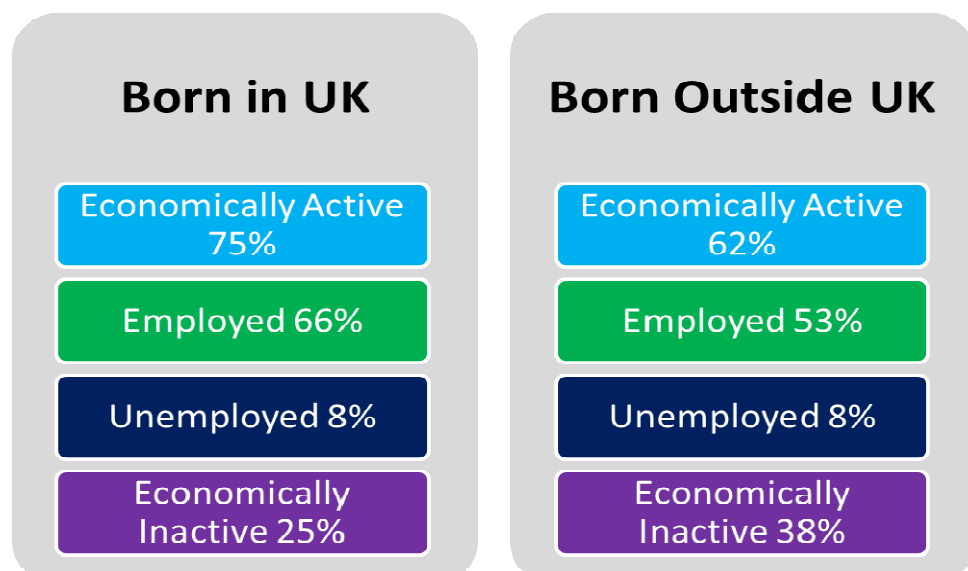 Born in UK
Economically Active
75%
Employed 66%
Unemployed 8%
Economically
Inactive 25%
Born Outside UK
Economically Active
62%
Employed 53%
Unemployed 8%
Economically
Inactive 38%